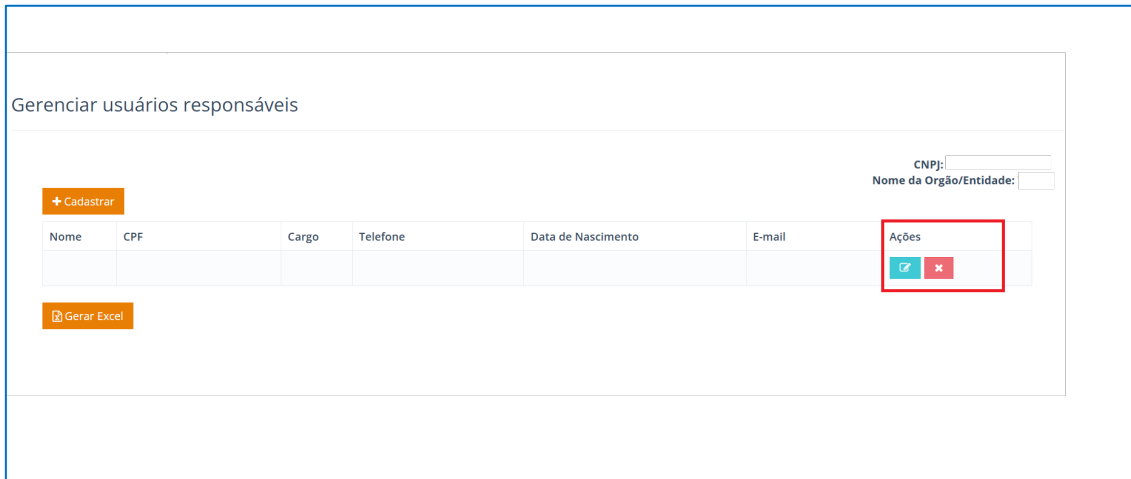 Gerenciar usuários responsáveis
CNPJ:
Nome da Orgão/Entidade:
+ Cadastrar
Nome CPF Cargo Telefone Data de Nascimento E-mail Ações
Gerar Excel